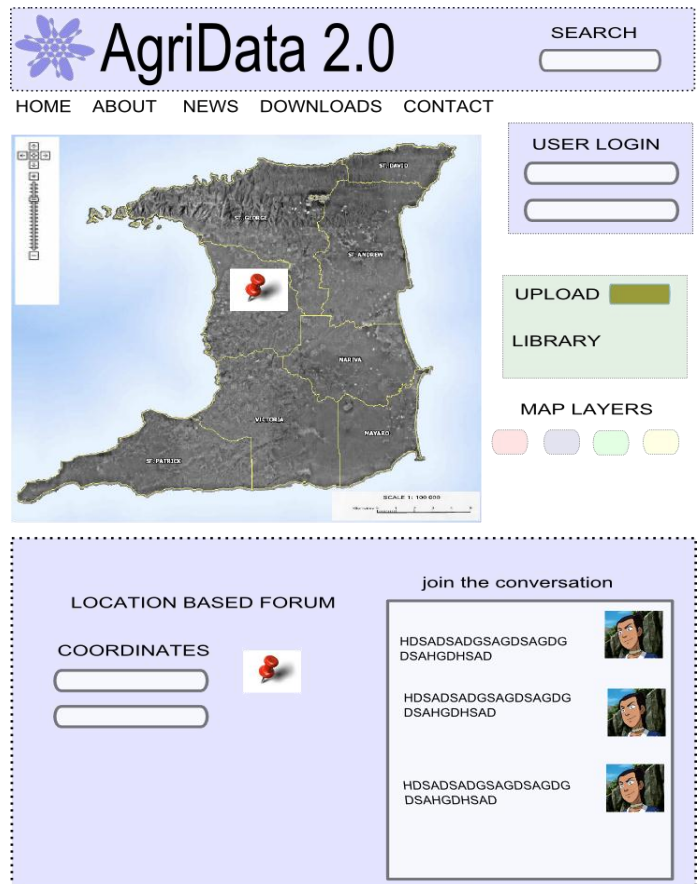 AgriData 2.0
SEARCH
HOME ABOUT NEWS DOWNLOADS CONTACT
USER LOGIN
ST. DAVID
ST. GEORGE
ST. ANDREW
UPLOAD
LIBRARY
NARIVA
MAP LAYERS
VICTORIA
MAYARO
ST. PATRICK
SCALE 1: 100 000
LOCATION BASED FORUM
COORDINATES
join the conversation
HDSADSADGSAGDSAGDG
DSAHGDHSAD
HDSADSADGSAGDSAGDG
DSAHGDHSAD
HDSADSADGSAGDSAGDG
DSAHGDHSAD